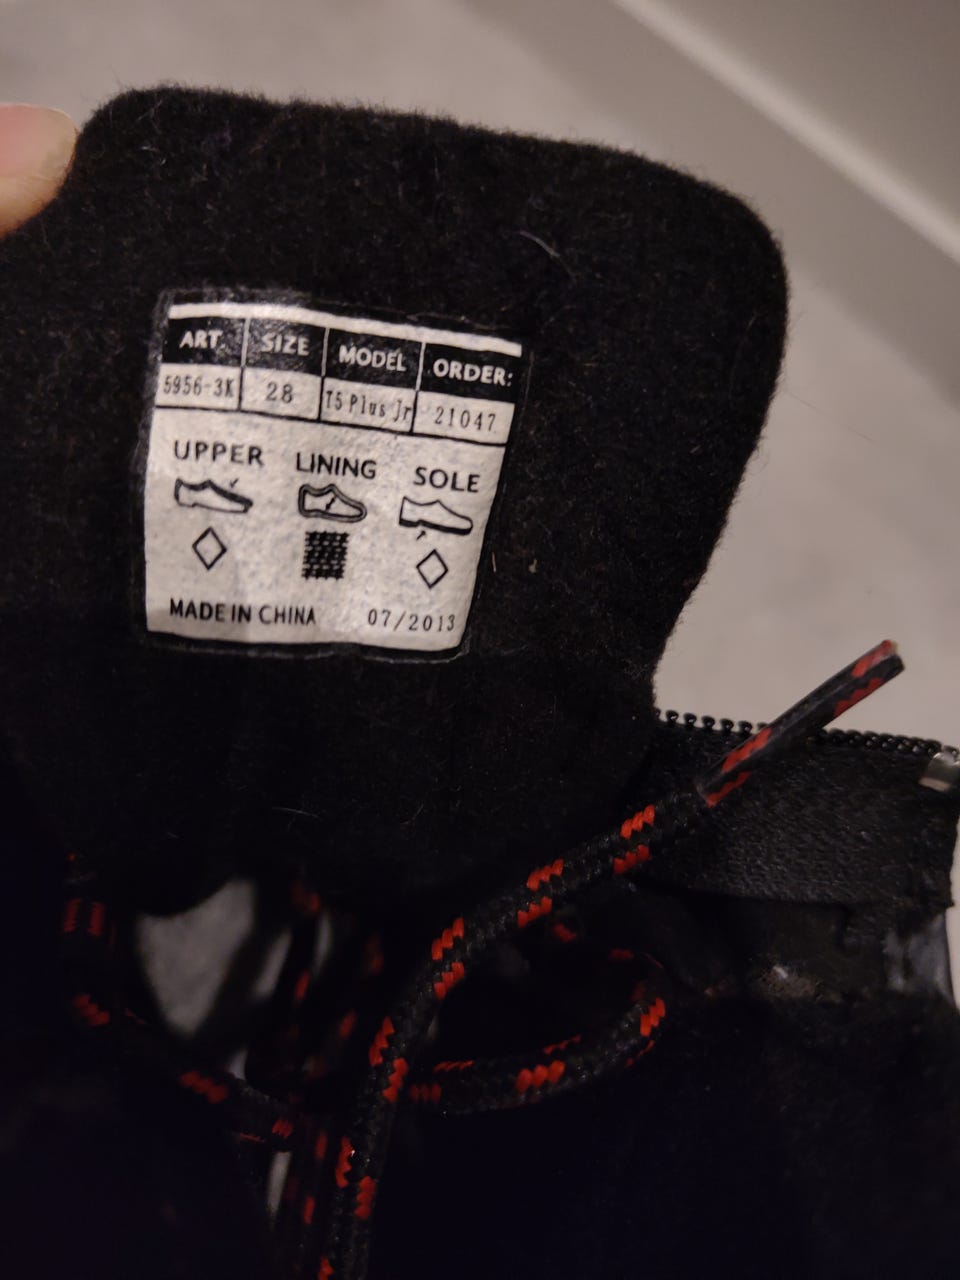 ART. SIZE MODEL ORDER:
5956-3K 28 T5 Plus Jr 21047
UPPER LINING SOLE
MADE IN CHINA 07/2013